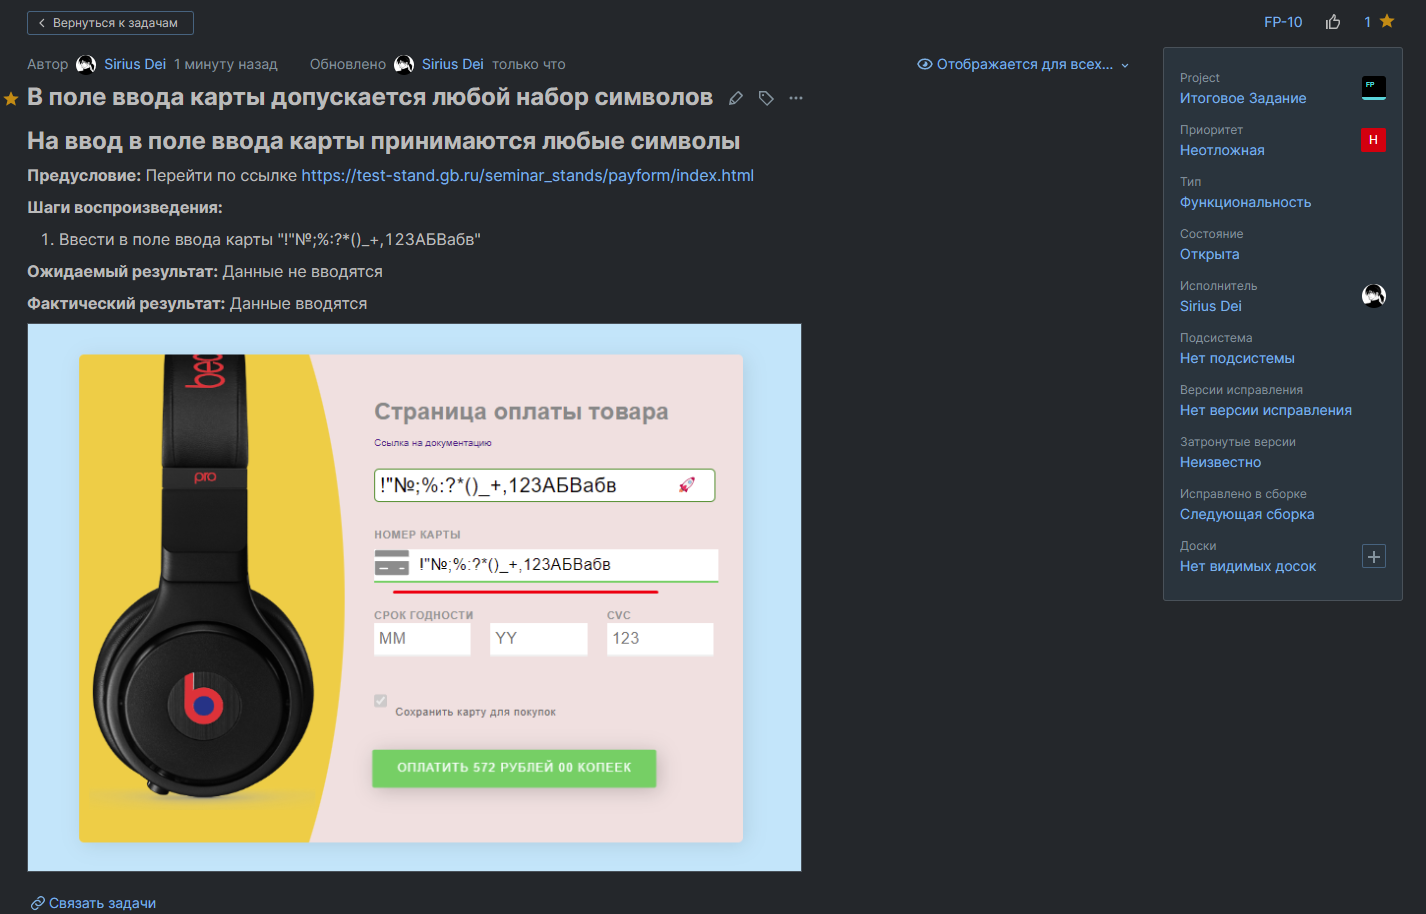 Вернуться к задачам
FP-10
1
Автор Sirius Dei 1 минуту назад Обновлено Sirius Dei только что
Отображается для всех...
В поле ввода карты допускается любой набор символов
На ввод в поле ввода карты принимаются любые символы
Предусловие: Перейти по ссылке https://test-stand.gb.ru/seminar_stands/payform/index.html
Шаги воспроизведения:
1. Ввести в поле ввода карты "!"№;%:?*()_+,123АБВабв"
Ожидаемый результат: Данные не вводятся
Фактический результат: Данные вводятся
beo
pro
b
Страница оплаты товара
Ссылка на документацию
!"№;%:?*()_+,123АБВабв
НОМЕР КАРТЫ
!"№;%:?*()_+,123АБВабв
СРОК ГОДНОСТИ
CVC
MM
YY
123
Сохранить карту для покупок
ОПЛАТИТЬ 572 РУБЛЕЙ 00 КОПЕЕК
Связать задачи
Project
Итоговое Задание
FP
Приоритет
Неотложная
Н
Тип
Функциональность
Состояние
Открыта
Исполнитель
Sirius Dei
Подсистема
Нет подсистемы
Версии исправления
Нет версии исправления
Затронутые версии
Неизвестно
Исправлено в сборке
Следующая сборка
Доски
Нет видимых досок